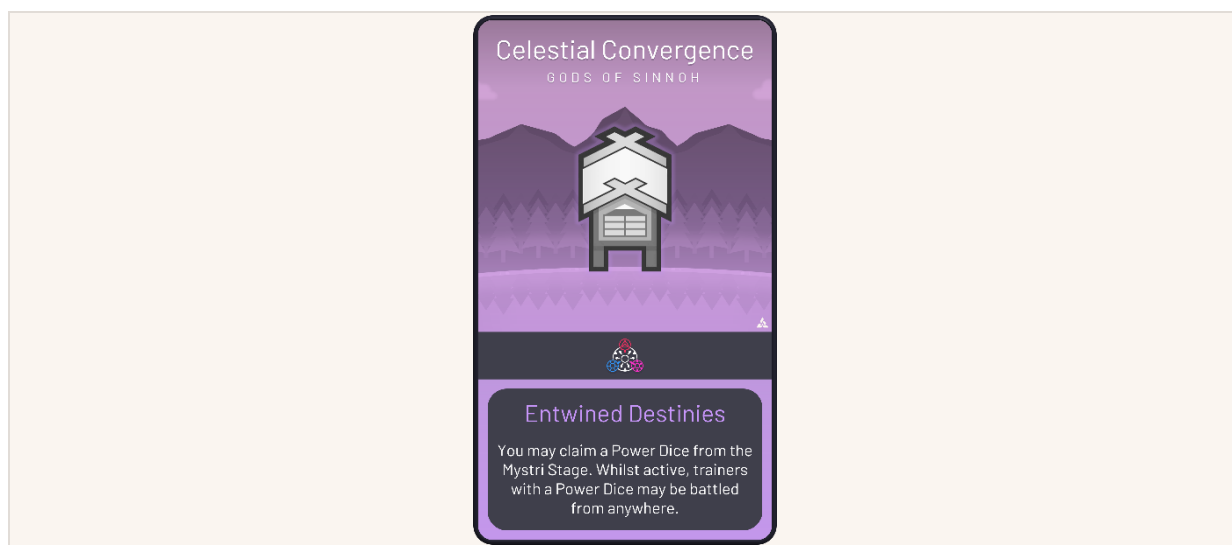 Celestial Convergence
GODS OF SINNOH
Entwined Destinies
You may claim a Power Dice from the
Mystri Stage. Whilst active, trainers
with a Power Dice may be battled
from anywhere.